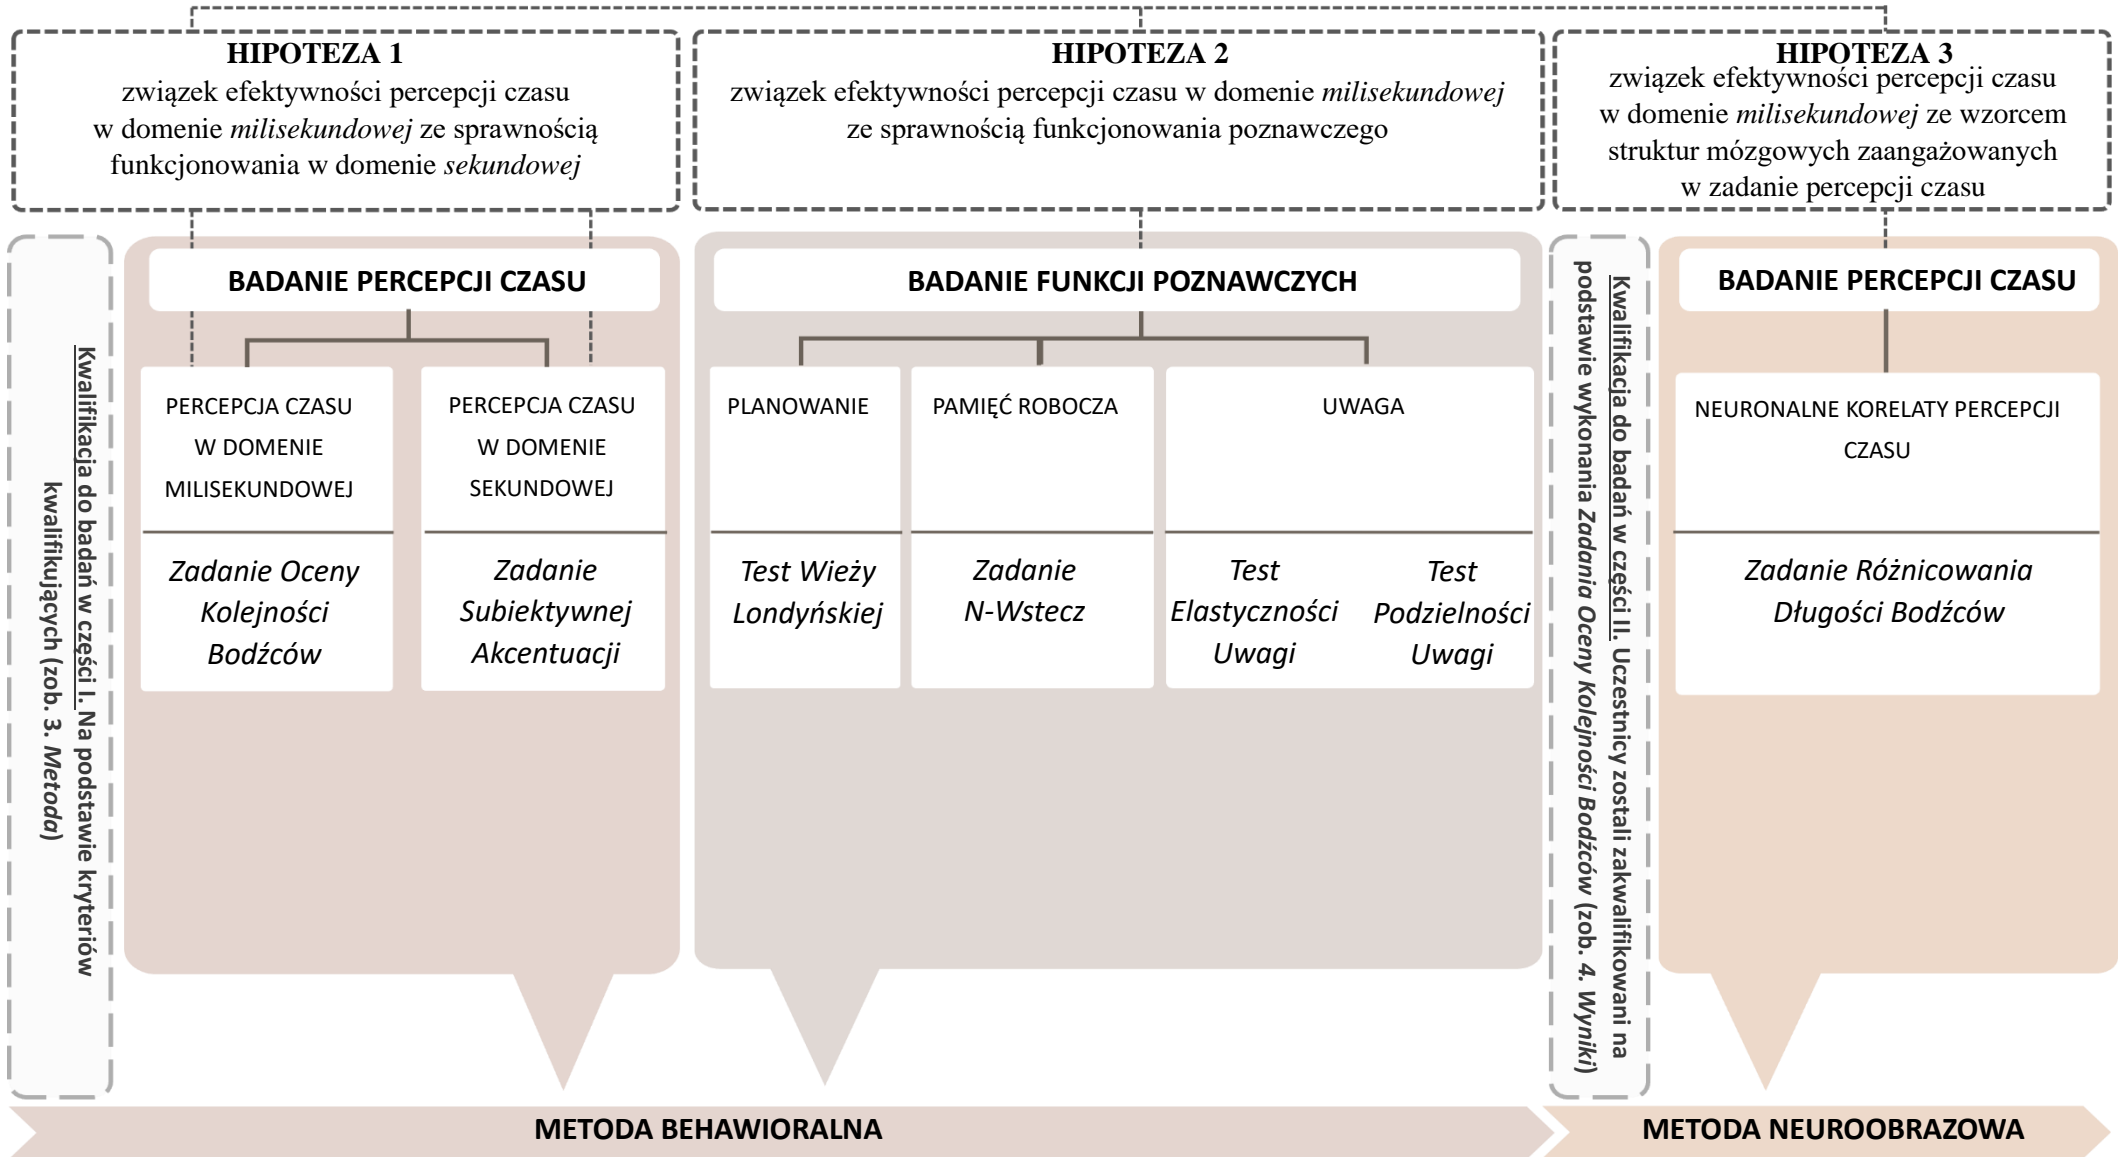 HIPOTEZA 1
związek efektywności percepcji czasu
w domenie milisekundowej ze sprawnością
funkcjonowania w domenie sekundowej
HIPOTEZA 2
związek efektywności percepcji czasu w domenie milisekundowej
ze sprawnością funkcjonowania poznawczego
HIPOTEZA 3
związek efektywności percepcji czasu
w domenie milisekundowej ze wzorcem
struktur mózgowych zaangażowanych
w zadanie percepcji czasu
Kwalifikacja do badań w części I. Na podstawie kryteriów
kwalifikujących (zob. 3. Metoda)
BADANIE PERCEPCJI CZASU
PERCEPCJA CZASU
W DOMENIE
MILISEKUNDOWEJ
Zadanie Oceny
Kolejności
Bodźców
PERCEPCJA CZASU
W DOMENIE
SEKUNDOWEJ
Zadanie
Subiektywnej
Akcentuacji
BADANIE FUNKCJI POZNAWCZYCH
PLANOWANIE
Test Wieży
Londyńskiej
PAMIĘĆ ROBOCZA
Zadanie
N-Wstecz
UWAGA
Test
Elastyczności
Uwagi
Test
Podzielności
Uwagi
Kwalifikacja do badań w części II. Uczestnicy zostali zakwalifikowani na
podstawie wykonania Zadania Oceny Kolejności Bodźców (zob. 4. Wyniki)
BADANIE PERCEPCJI CZASU
NEURONALNE KORELATY PERCEPCJI
CZASU
Zadanie Różnicowania
Długości Bodźców
METODA BEHAWIORALNA
METODA NEUROOBRAZOWA